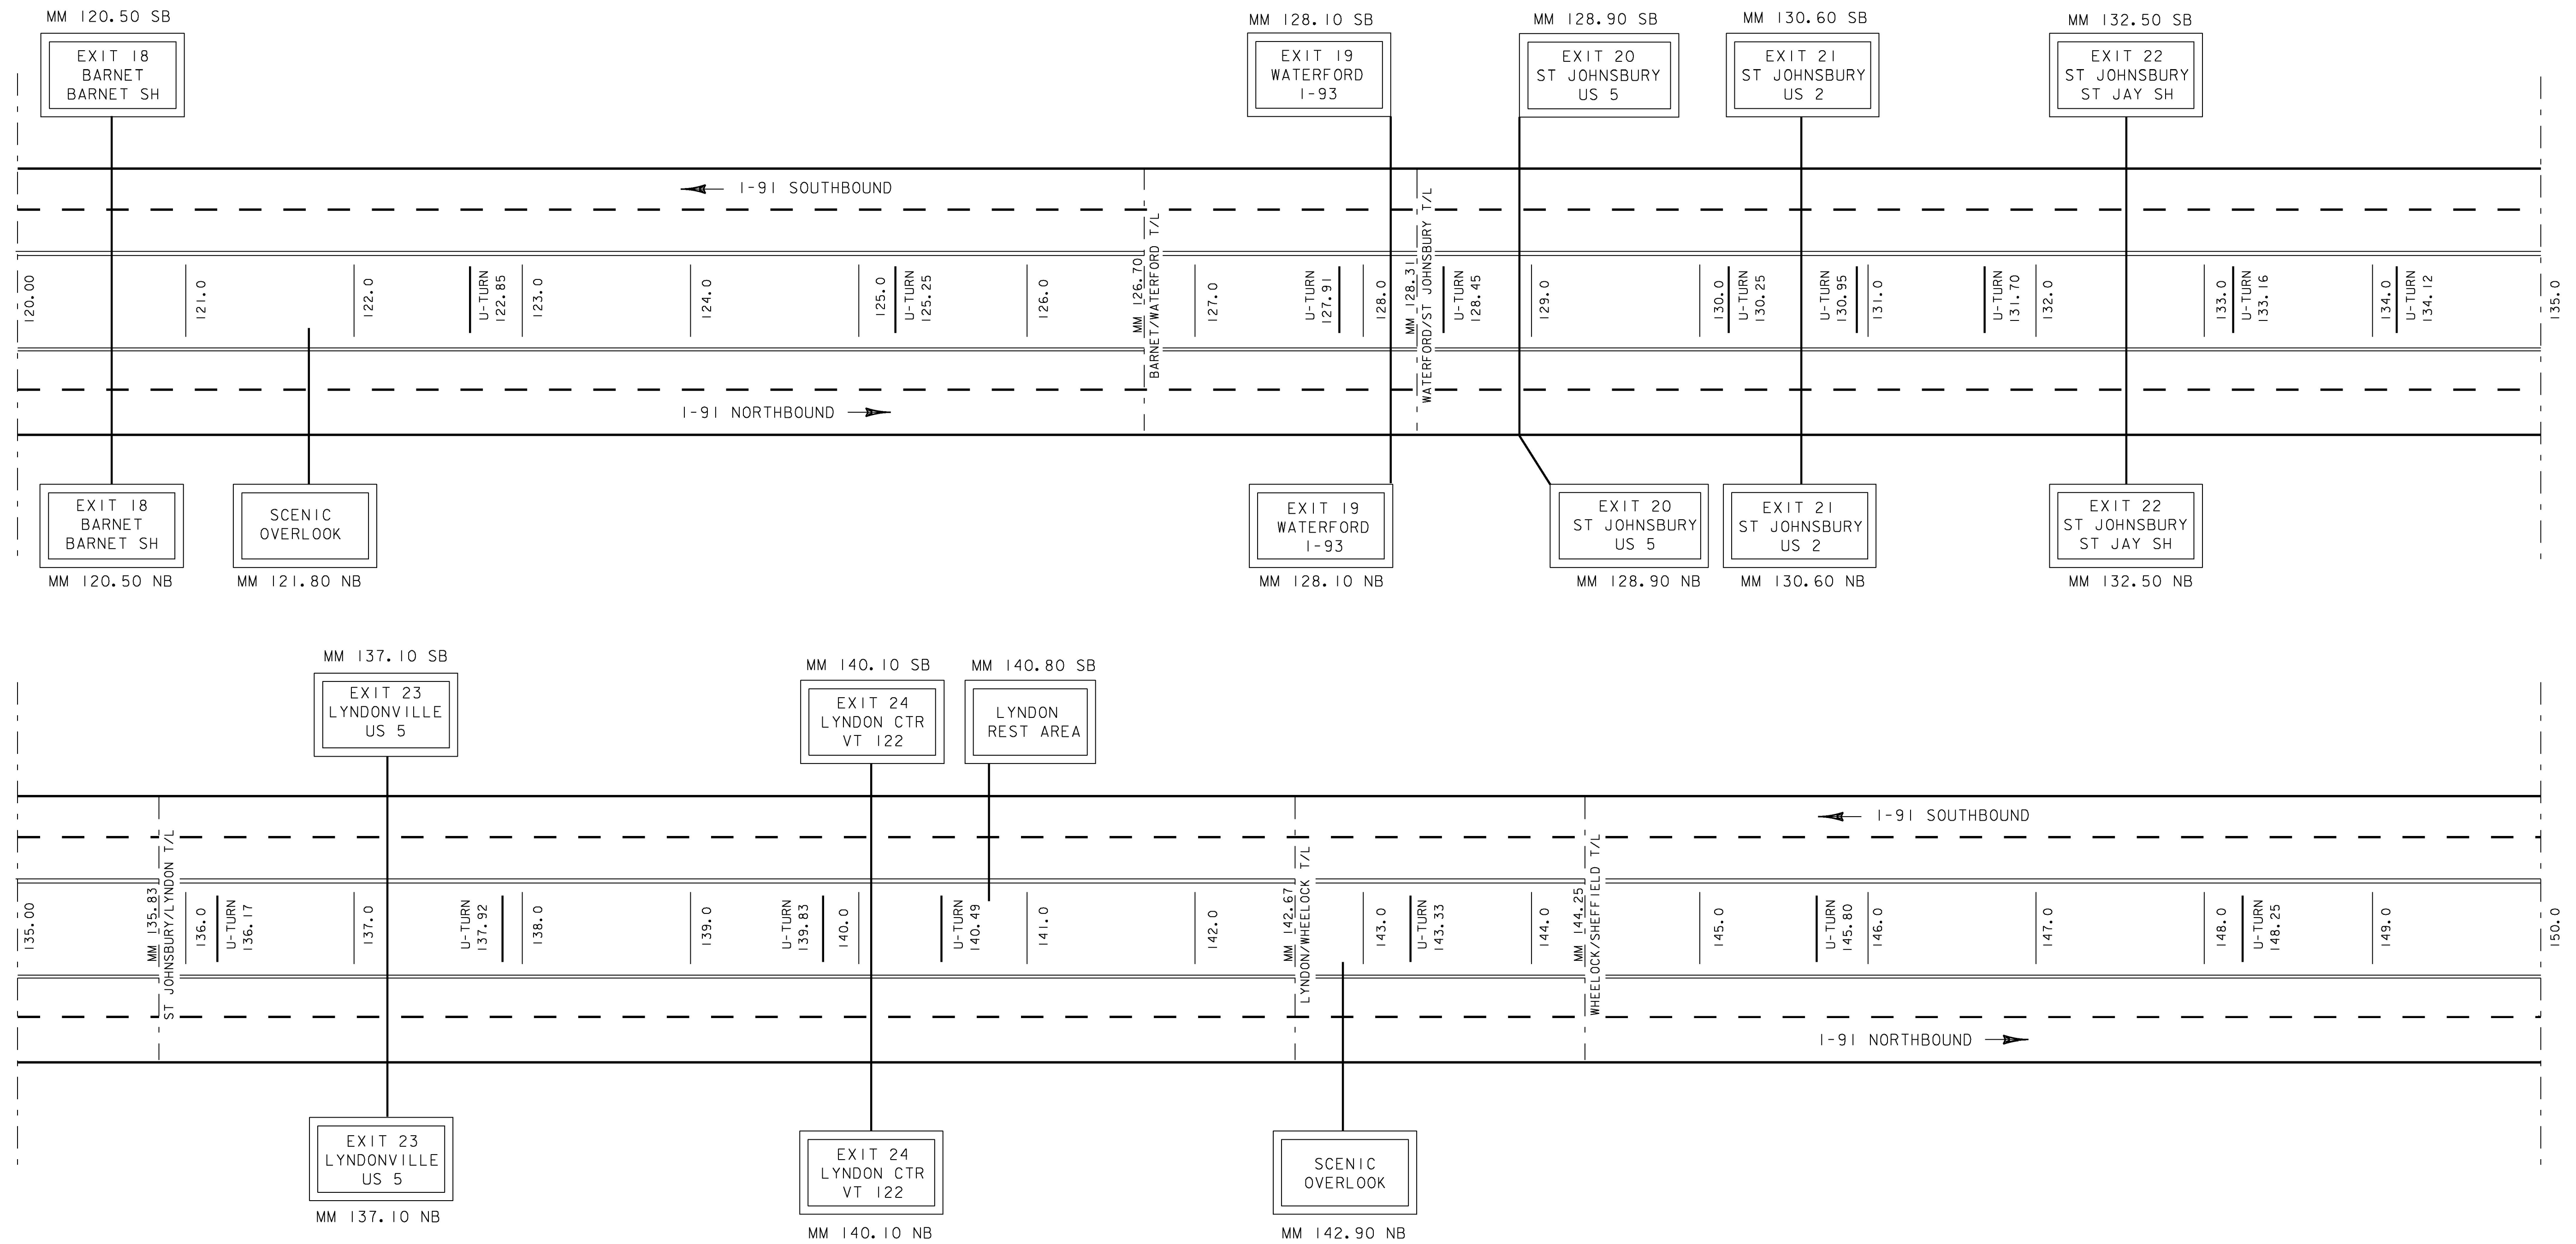 MM 120.50 SB
EXIT 18
BARNET
BARNET SH
MM 128.10 SB
EXIT 19
WATERFORD
I-93
MM 128.90 SB
EXIT 20
ST JOHNSBURY
US 5
MM 130.60 SB
EXIT 21
ST JOHNSBURY
US 2
MM 132.50 SB
EXIT 22
ST JOHNSBURY
ST JAY SH
I-91 SOUTHBOUND
120.00
121.0
122.0
U-TURN
122.85
123.0
124.0
125.0
U-TURN
125.25
126.0
MM 126.70
BARNET/WATERFORD T/L
127.0
U-TURN
127.91
128.0
MM 128.31
WATERFORD/ST JOHNSBURY T/L
U-TURN
128.45
129.0
130.0
U-TURN
130.25
U-TURN
130.95
131.0
U-TURN
131.70
132.0
133.0
U-TURN
133.16
134.0
U-TURN
134.12
135.0
I-91 NORTHBOUND
EXIT 18
BARNET
BARNET SH
MM 120.50 NB
SCENIC
OVERLOOK
MM 121.80 NB
EXIT 19
WATERFORD
I-93
MM 128.10 NB
EXIT 20
ST JOHNSBURY
US 5
MM 128.90 NB
EXIT 21
ST JOHNSBURY
US 2
MM 130.60 NB
EXIT 22
ST JOHNSBURY
ST JAY SH
MM 132.50 NB
MM 137.10 SB
EXIT 23
LYNDONVILLE
US 5
MM 140.10 SB
EXIT 24
LYNDON CTR
VT 122
MM 140.80 SB
LYNDON
REST AREA
I-91 SOUTHBOUND
135.00
MM 135.83
ST JOHNSBURY/LYNDON T/L
136.0
U-TURN
136.17
137.0
U-TURN
137.92
138.0
139.0
U-TURN
139.83
140.0
U-TURN
140.49
141.0
142.0
MM 142.67
LYNDON/WHEELOCK T/L
143.0
U-TURN
143.33
144.0
MM 144.25
WHEELOCK/SHEFFIELD T/L
145.0
U-TURN
145.80
146.0
147.0
148.0
U-TURN
148.25
149.0
150.0
I-91 NORTHBOUND
EXIT 23
LYNDONVILLE
US 5
MM 137.10 NB
EXIT 24
LYNDON CTR
VT 122
MM 140.10 NB
SCENIC
OVERLOOK
MM 142.90 NB